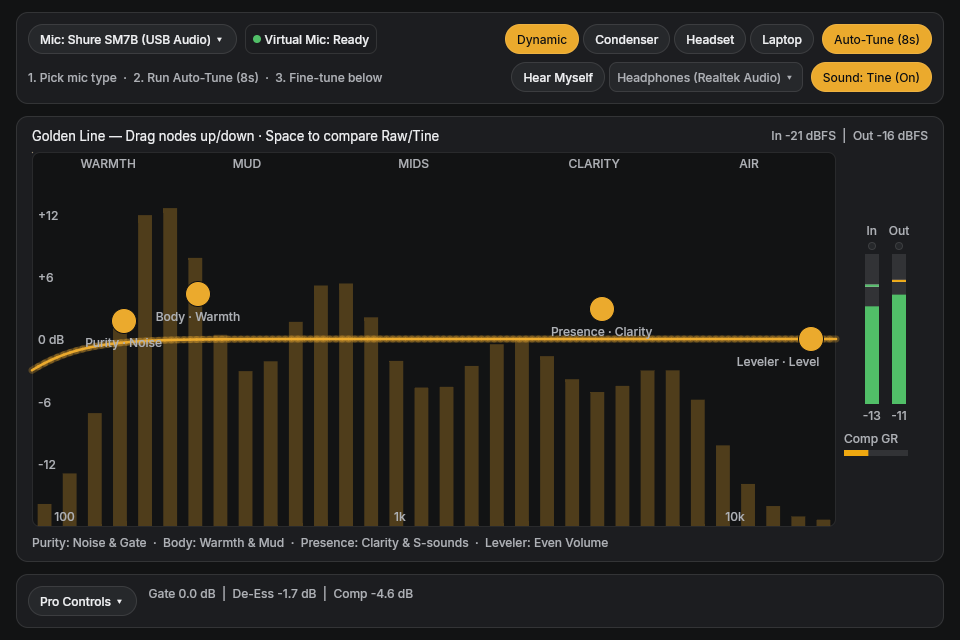 Mic: Shure SM7B (USB Audio) ▾
Virtual Mic: Ready
Dynamic
Condenser
Headset
Laptop
Auto-Tune (8s)
1. Pick mic type · 2. Run Auto-Tune (8s) · 3. Fine-tune below
Hear Myself
Headphones (Realtek Audio) ▾
Sound: Tine (On)
Golden Line — Drag nodes up/down · Space to compare Raw/Tine
In -21 dBFS | Out -16 dBFS
WARMTH
MUD
MIDS
CLARITY
AIR
+12
+6
0 dB
-6
-12
Purity · Noise
Body · Warmth
Presence · Clarity
Leveler · Level
100
1k
10k
In
Out
-13
-11
Comp GR
Purity: Noise & Gate · Body: Warmth & Mud · Presence: Clarity & S-sounds · Leveler: Even Volume
Pro Controls ▾
Gate 0.0 dB | De-Ess -1.7 dB | Comp -4.6 dB